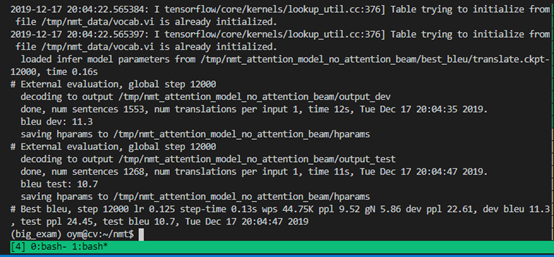 2019-12-17 20:04:22.565384: I tensorflow/core/kernels/lookup_util.cc:376] Table trying to initialize from
 file /tmp/nmt_data/vocab.vi is already initialized.
2019-12-17 20:04:22.565397: I tensorflow/core/kernels/lookup_util.cc:376] Table trying to initialize from
 file /tmp/nmt_data/vocab.vi is already initialized.
  loaded infer model parameters from /tmp/nmt_attention_model_no_attention_beam/best_bleu/translate.ckpt-
12000, time 0.16s
# External evaluation, global step 12000
  decoding to output /tmp/nmt_attention_model_no_attention_beam/output_dev
  done, num sentences 1553, num translations per input 1, time 12s, Tue Dec 17 20:04:35 2019.
  bleu dev: 11.3
  saving hparams to /tmp/nmt_attention_model_no_attention_beam/hparams
# External evaluation, global step 12000
  decoding to output /tmp/nmt_attention_model_no_attention_beam/output_test
  done, num sentences 1268, num translations per input 1, time 11s, Tue Dec 17 20:04:47 2019.
  bleu test: 10.7
  saving hparams to /tmp/nmt_attention_model_no_attention_beam/hparams
# Best bleu, step 12000 lr 0.125 step-time 0.13s wps 44.75K ppl 9.52 gN 5.86 dev ppl 22.61, dev bleu 11.3
, test ppl 24.45, test bleu 10.7, Tue Dec 17 20:04:47 2019
(big_exam) oym@cv:~/nmt$
[4] 0:bash- 1:bash*